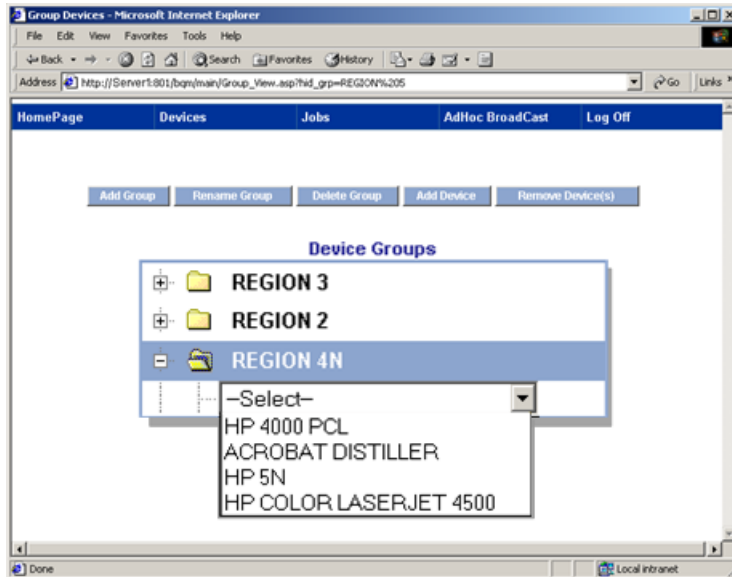 Group Devices - Microsoft Internet Explorer
File Edit View Favorites Tools Help
Back Search Favorites History
Address http://Server1:801/bqm/main/Group_View.asp?hid_grp=REGION%205 Go Links
HomePage Devices Jobs AdHoc BroadCast Log Off
Add Group Rename Group Delete Group Add Device Remove Device(s)
Device Groups
REGION 3
REGION 2
REGION 4N
--Select--
HP 4000 PCL
ACROBAT DISTILLER
HP 5N
HP COLOR LASERJET 4500
Done Local intranet